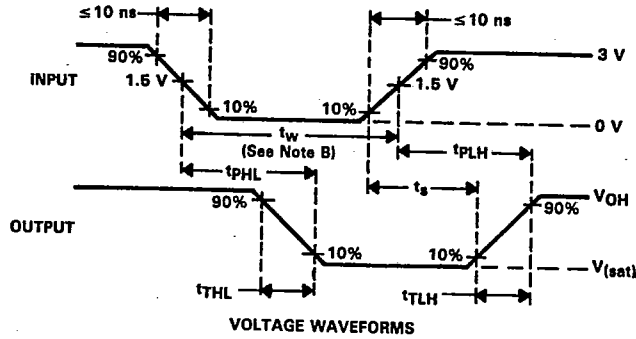 ≤10 ns
≤10 ns
90%
90%
3 V
INPUT
1.5 V
1.5 V
10%
10%
0 V
tw
(See Note B)
tPLH
tPHL
ts
VOH
90%
90%
OUTPUT
10%
10%
V(sat)
tTHL
tTLH
VOLTAGE WAVEFORMS